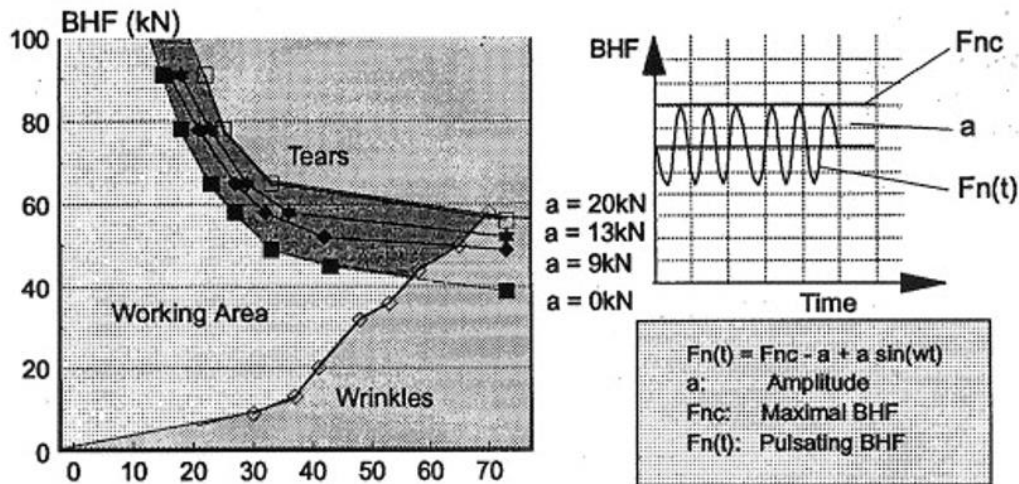 BHF (kN)
100
80
60
40
20
0
0
10
20
30
40
50
60
70
Tears
Working Area
Wrinkles
a = 20kN
a = 13kN
a = 9kN
a = 0kN
BHF
Fnc
a
Fn(t)
Time
Fn(t) = Fnc - a + a sin(wt)
a: Amplitude
Fnc: Maximal BHF
Fn(t): Pulsating BHF